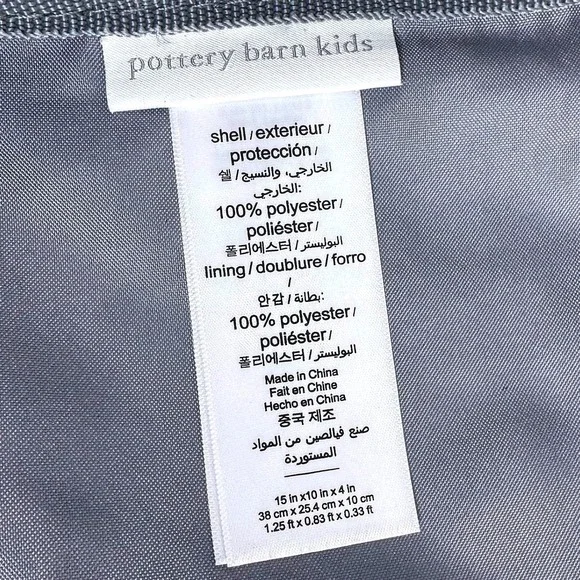 pottery barn kids
shell / exterieur /
protección /
쉘 / الخارجي، والنسيج
الخارجي:
100% polyester /
poliéster /
폴리에스터 / البوليستر
lining / doublure / forro
/
안감 / بطانة:
100% polyester /
poliéster /
폴리에스터 / البوليستر
Made in China
Fait en Chine
Hecho en China
중국 제조
صنع فيالصين من المواد
المستوردة
15 in x10 in x 4 in
38 cm x 25.4 cm x 10 cm
1.25 ft x 0.83 ft x 0.33 ft